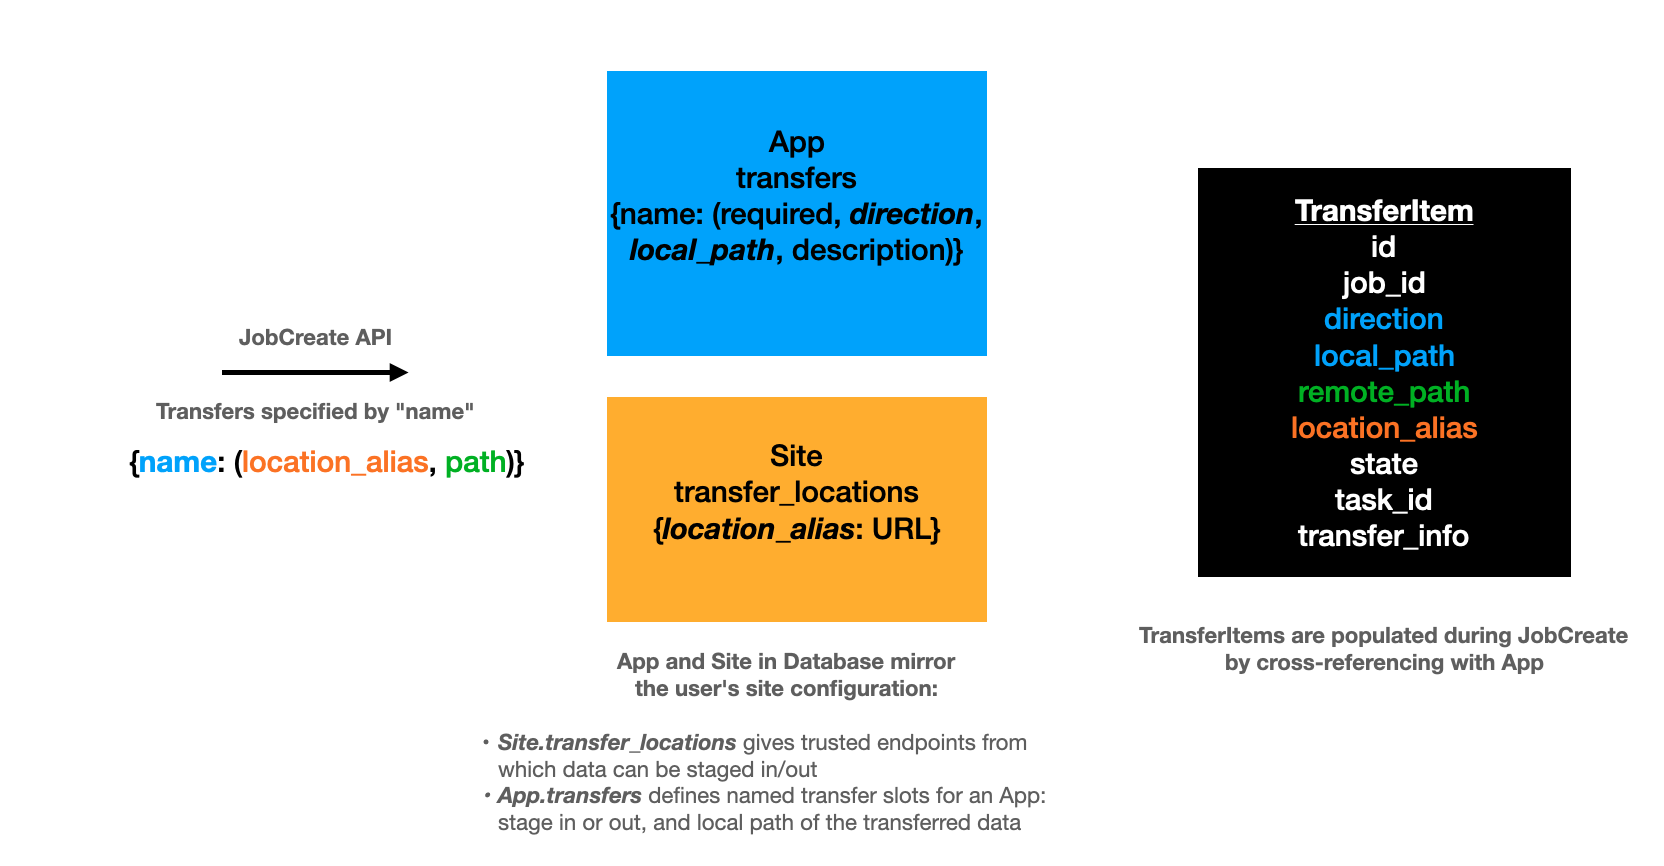 JobCreate API
Transfers specified by "name"
{name: (location_alias, path)}
App
transfers
{name: (required, direction,
local_path, description)}
Site
transfer_locations
{location_alias: URL}
App and Site in Database mirror
the user's site configuration:
• Site.transfer_locations gives trusted endpoints from
which data can be staged in/out
• App.transfers defines named transfer slots for an App:
stage in or out, and local path of the transferred data
TransferItem
id
job_id
direction
local_path
remote_path
location_alias
state
task_id
transfer_info
TransferItems are populated during JobCreate
by cross-referencing with App